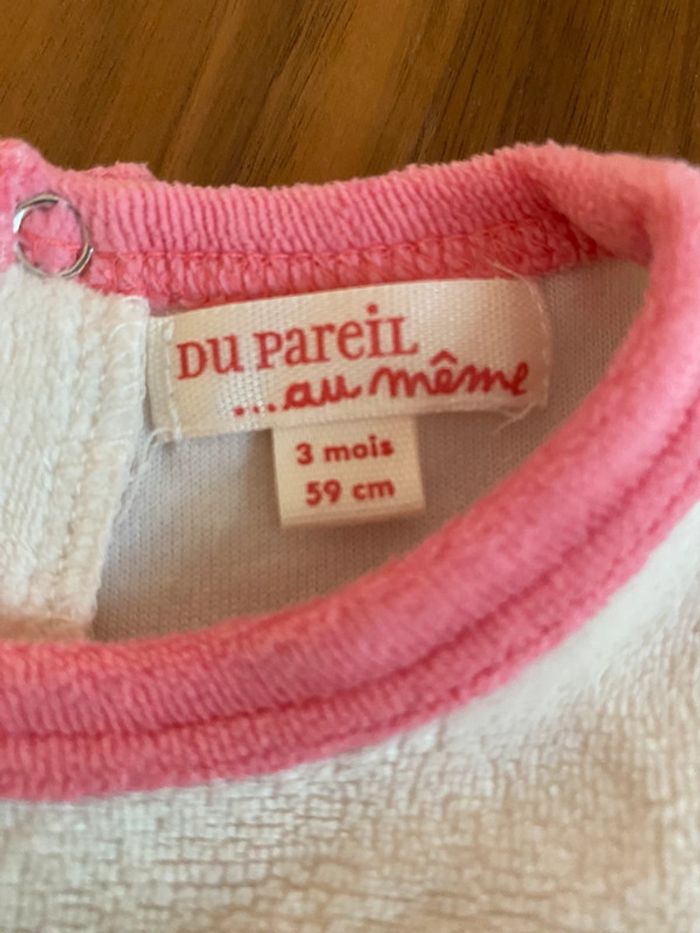 DU PAREIL
...au même
3 mois
59 cm